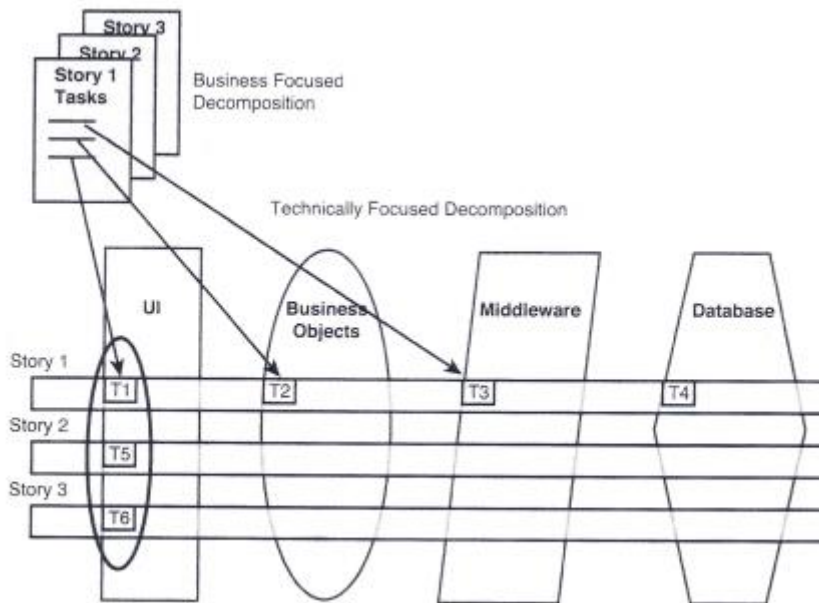 Story 3
Story 2
Story 1
Tasks
Business Focused
Decomposition
Technically Focused Decomposition
UI
Business
Objects
Middleware
Database
Story 1
T1
T2
T3
T4
Story 2
T5
Story 3
T6